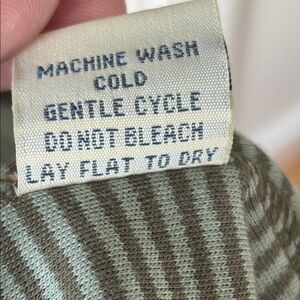 MACHINE WASH
COLD
GENTLE CYCLE
DO NOT BLEACH
LAY FLAT TO DRY